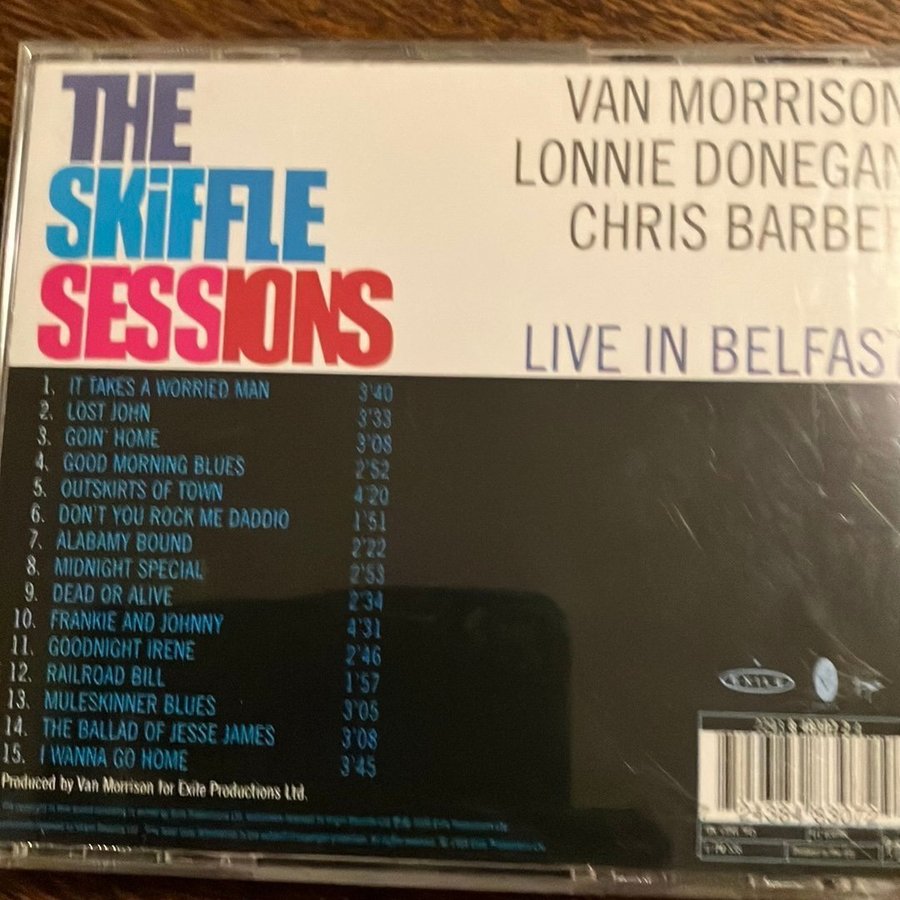 THE
SKiFFLE
SESSIONS
VAN MORRISON
LONNIE DONEGAN
CHRIS BARBER
LIVE IN BELFAST
1. IT TAKES A WORRIED MAN 3'40
2. LOST JOHN 3'33
3. GOIN' HOME 3'08
4. GOOD MORNING BLUES 2'52
5. OUTSKIRTS OF TOWN 4'20
6. DON'T YOU ROCK ME DADDIO 1'51
7. ALABAMY BOUND 2'22
8. MIDNIGHT SPECIAL 2'53
9. DEAD OR ALIVE 2'34
10. FRANKIE AND JOHNNY 4'31
11. GOODNIGHT IRENE 2'46
12. RAILROAD BILL 1'57
13. MULESKINNER BLUES 3'05
14. THE BALLAD OF JESSE JAMES 3'08
15. I WANNA GO HOME 3'45
Produced by Van Morrison for Exile Productions Ltd.
EXILE